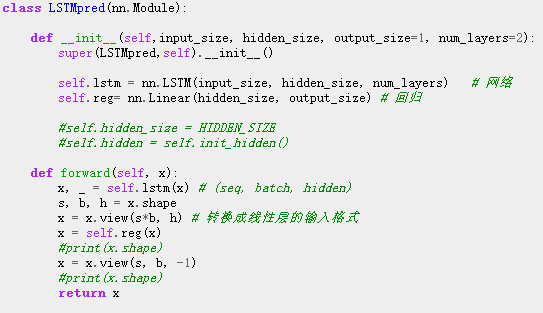 class LSTMpred(nn.Module):
def __init__(self,input_size, hidden_size, output_size=1, num_layers=2):
super(LSTMpred,self).__init__()
self.lstm = nn.LSTM(input_size, hidden_size, num_layers) # 网络
self.reg= nn.Linear(hidden_size, output_size) # 回归
#self.hidden_size = HIDDEN_SIZE
#self.hidden = self.init_hidden()
def forward(self, x):
x, _ = self.lstm(x) # (seq, batch, hidden)
s, b, h = x.shape
x = x.view(s*b, h) # 转换成线性层的输入格式
x = self.reg(x)
#print(x.shape)
x = x.view(s, b, -1)
#print(x.shape)
return x